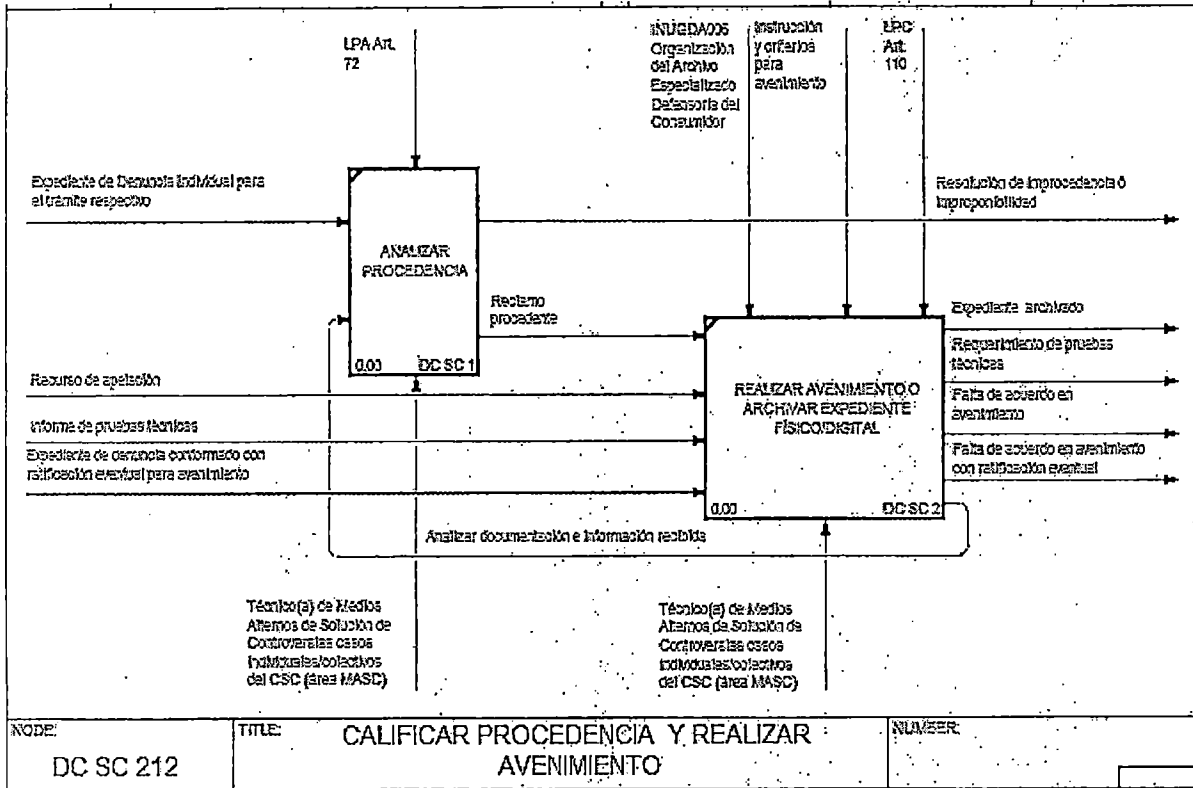 LPA Art.
72
INUGDA006
Organización
del Archivo
Especializado
Defensoría del
Consumidor
Instrucción
y criterios
para
avenimiento
LPC
Art.
110
Expediente de Denuncia Individual para
el trámite respectivo
Resolución de improcedencia ó
improponibilidad
ANALIZAR
PROCEDENCIA
0.00 DC SC 1
Reclamo
procedente
Recurso de apelación
Informe de pruebas técnicas
Expediente de denuncia conformado con
ratificación eventual para avenimiento
REALIZAR AVENIMIENTO O
ARCHIVAR EXPEDIENTE
FÍSICO/DIGITAL
0.00 DC SC 2
Expediente archivado
Requerimiento de pruebas
técnicas
Falta de acuerdo en
avenimiento
Falta de acuerdo en avenimiento
con ratificación eventual
Analizar documentación e información recibida
Técnico(a) de Medios
Alternos de Solución de
Controversias casos
individuales/colectivos
del CSC (área MASC)
Técnico(a) de Medios
Alternos de Solución de
Controversias casos
individuales/colectivos
del CSC (área MASC)
NODE:
DC SC 212
TITLE:
CALIFICAR PROCEDENCIA Y REALIZAR
AVENIMIENTO
NUMBER: